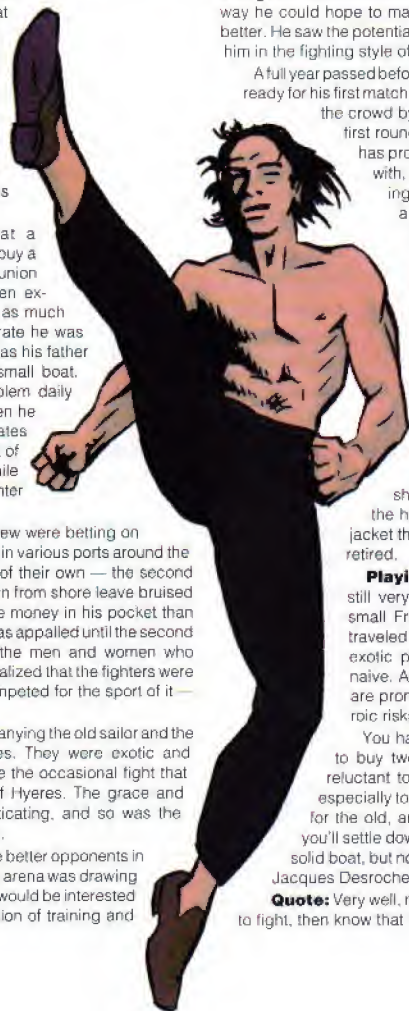 at
s
at a
buy a
union
en ex-
as much
rate he was
as his father
small boat.
blem daily
en he
ates
of
hile
nter
ew were betting on
in various ports around the
of their own — the second
n from shore leave bruised
e money in his pocket than
as appalled until the second
the men and women who
alized that the fighters were
mpeted for the sport of it —
anying the old sailor and the
es. They were exotic and
e the occasional fight that
f Hyeres. The grace and
ticating, and so was the
e better opponents in
arena was drawing
would be interested
ion of training and
way he could hope to ma
better. He saw the potential
him in the fighting style of
A full year passed befor
ready for his first match
the crowd by
first round
has pro
with,
ing
a
sh
the h
jacket th
retired.
Playi
still very
small Fr
traveled
exotic p
naive. A
are pron
roic risk
You ha
to buy tw
reluctant to
especially to
for the old, an
you'll settle dow
solid boat, but no
Jacques Desroche
Quote: Very well, m
to fight, then know that